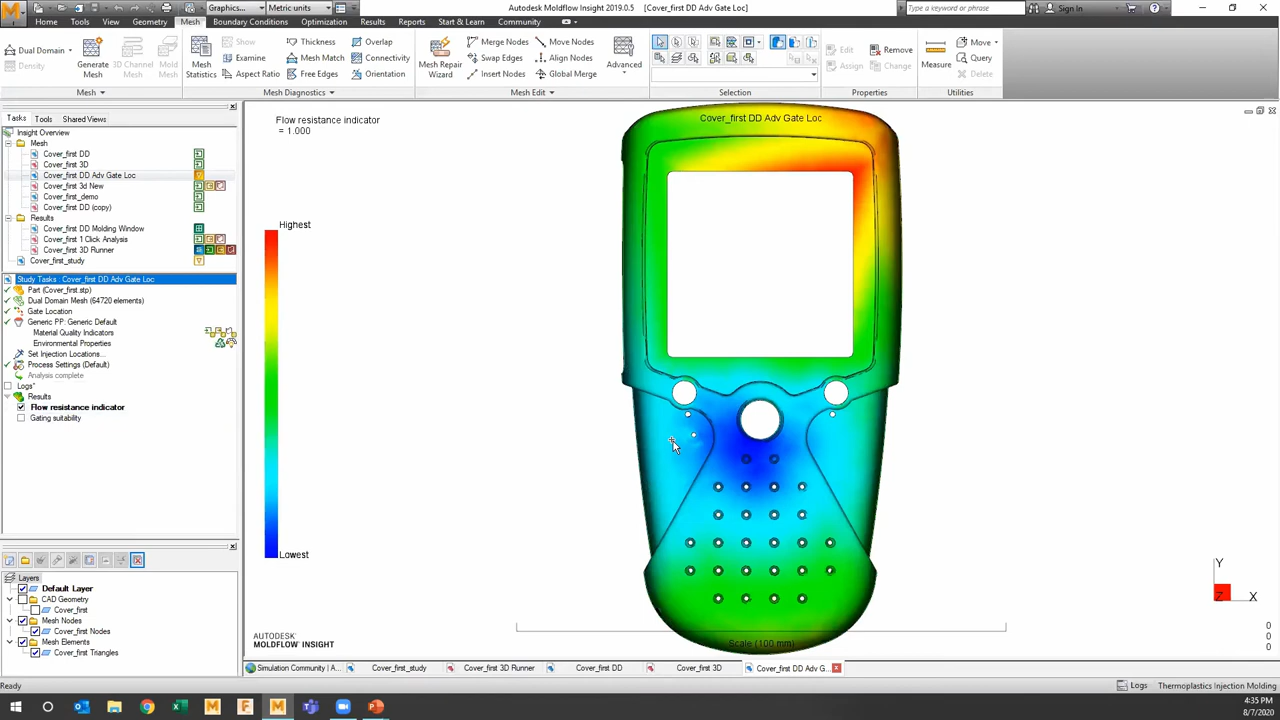 Graphics...
Metric units
Autodesk Moldflow Insight 2019.0.5 [Cover_first DD Adv Gate Loc]
Type a keyword or phrase
Sign In
Home
Tools
View
Geometry
Mesh
Boundary Conditions
Optimization
Results
Reports
Start & Learn
Community
Dual Domain
Density
Generate
Mesh
3D Channel
Mesh
Mold
Mesh
Mesh
Mesh
Statistics
Show
Examine
Aspect Ratio
Thickness
Mesh Match
Free Edges
Overlap
Connectivity
Orientation
Mesh Diagnostics
Mesh Repair
Wizard
Merge Nodes
Swap Edges
Insert Nodes
Move Nodes
Align Nodes
Global Merge
Advanced
Mesh Edit
Selection
Edit
Assign
Remove
Change
Properties
Measure
Move
Query
Delete
Utilities
Tasks
Tools
Shared Views
Insight Overview
Mesh
Cover_first DD
Cover_first 3D
Cover_first DD Adv Gate Loc
Cover_first 3d New
Cover_first_demo
Cover_first DD (copy)
Results
Cover_first DD Molding Window
Cover_first 1 Click Analysis
Cover_first 3D Runner
Cover_first_study
Study Tasks : Cover_first DD Adv Gate Loc
Part (Cover_first.stp)
Dual Domain Mesh (64720 elements)
Gate Location
Generic PP: Generic Default
Material Quality Indicators
Environmental Properties
Set Injection Locations...
Process Settings (Default)
Analysis complete
Logs*
Results
Flow resistance indicator
Gating suitability
Layers
Default Layer
CAD Geometry
Cover_first
Mesh Nodes
Cover_first Nodes
Mesh Elements
Cover_first Triangles
Flow resistance indicator
= 1.000
Highest
Lowest
Cover_first DD Adv Gate Loc
AUTODESK
MOLDFLOW INSIGHT
Scale (100 mm)
Y
Z
X
0
0
0
Simulation Community | A...
Cover_first_study
Cover_first 3D Runner
Cover_first DD
Cover_first 3D
Cover_first DD Adv G...
Ready
Logs
Thermoplastics Injection Molding
4:35 PM
8/7/2020